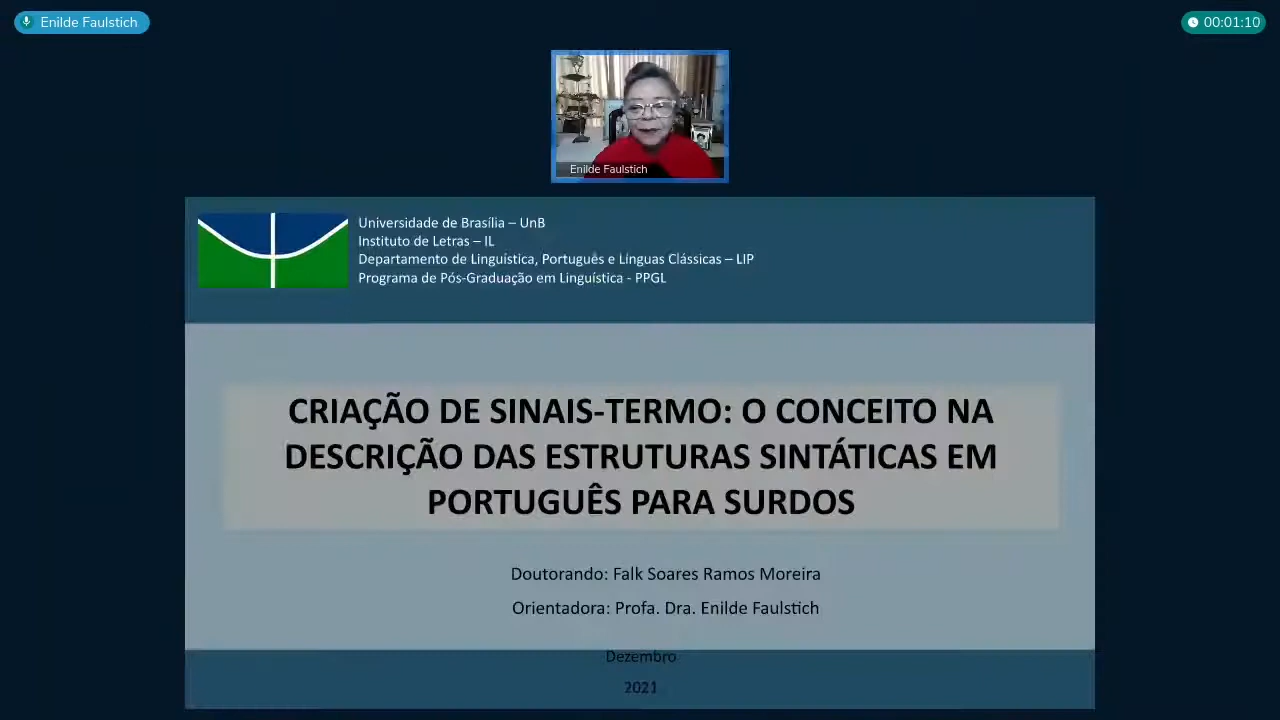 Enilde Faulstich
00:01:10
Enilde Faulstich
Universidade de Brasília – UnB
Instituto de Letras – IL
Departamento de Linguística, Português e Línguas Clássicas – LIP
Programa de Pós-Graduação em Linguística - PPGL
CRIAÇÃO DE SINAIS-TERMO: O CONCEITO NA
DESCRIÇÃO DAS ESTRUTURAS SINTÁTICAS EM
PORTUGUÊS PARA SURDOS
Doutorando: Falk Soares Ramos Moreira
Orientadora: Profa. Dra. Enilde Faulstich
Dezembro
2021